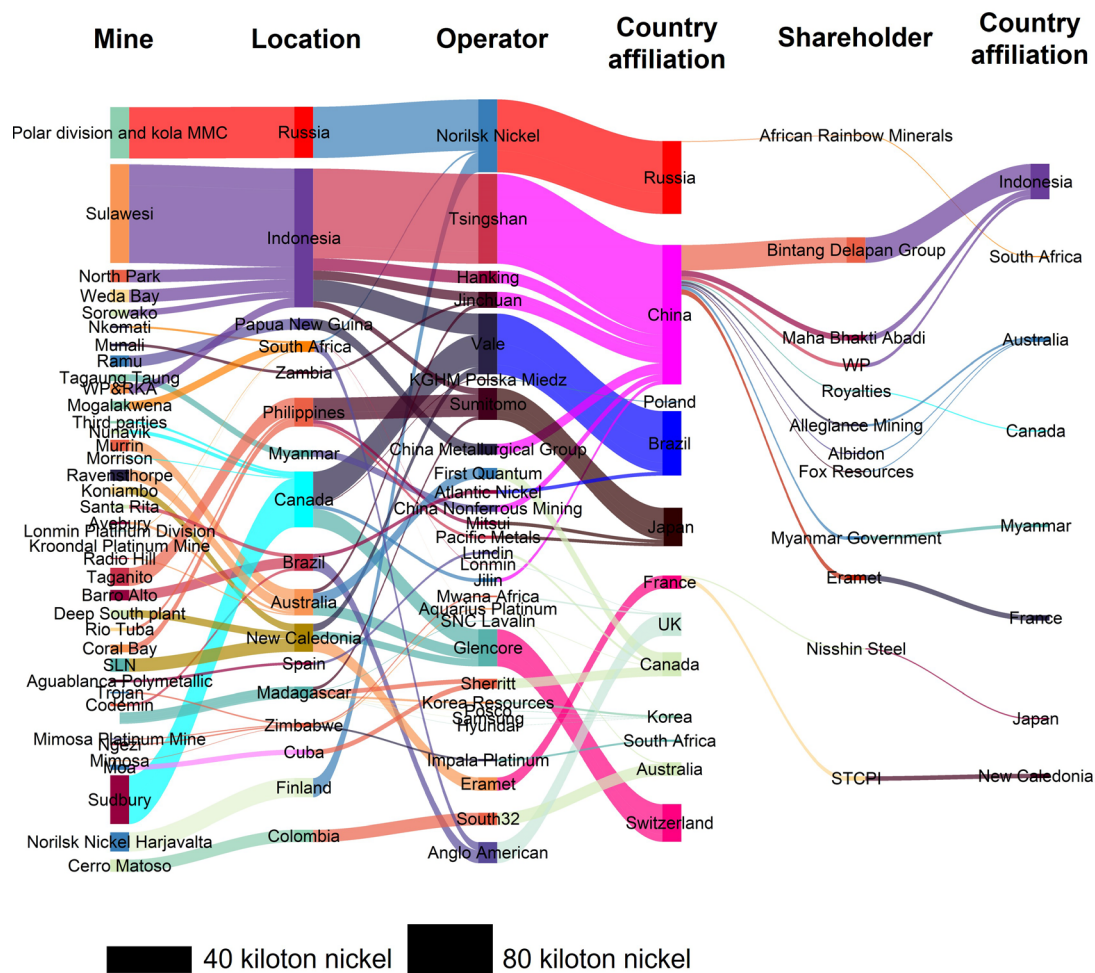 Mine
Location
Operator
Country
affiliation
Shareholder
Country
affiliation
Polar division and kola MMC
Sulawesi
North Park
Weda Bay
Sorowako
Nkomati
Munali
Ramu
Tagaung Taung
WP&RKA
Mogalakwena
Third parties
Nunavik
Murrin
Morrison
Ravensthorpe
Koniambo
Santa Rita
Avebury
Lonmin Platinum Division
Kroondal Platinum Mine
Radio Hill
Taganito
Barro Alto
Deep South plant
Rio Tuba
Coral Bay
SLN
Aguablanca Polymetallic
Trojan
Codemin
Mimosa Platinum Mine
Ngezi
Mimosa
Moa
Sudbury
Norilsk Nickel Harjavalta
Cerro Matoso
Russia
Indonesia
Papua New Guina
South Africa
Zambia
Philippines
Myanmar
Canada
Brazil
Australia
New Caledonia
Spain
Madagascar
Zimbabwe
Cuba
Finland
Colombia
Norilsk Nickel
Tsingshan
Hanking
Jinchuan
Vale
KGHM Polska Miedz
Sumitomo
China Metallurgical Group
First Quantum
Atlantic Nickel
China Nonferrous Mining
Mitsui
Pacific Metals
Lundin
Lonmin
Jilin
Mwana Africa
Aquarius Platinum
SNC Lavalin
Glencore
Sherritt
Korea Resources
Posco
Samsung
Hyundai
Impala Platinum
Eramet
South32
Anglo American
Russia
China
Poland
Brazil
Japan
France
UK
Canada
Korea
South Africa
Australia
Switzerland
African Rainbow Minerals
Bintang Delapan Group
Maha Bhakti Abadi
WP
Royalties
Allegiance Mining
Albidon
Fox Resources
Myanmar Government
Eramet
Nisshin Steel
STCPI
Indonesia
South Africa
Australia
Canada
Myanmar
France
Japan
New Caledonia
40 kiloton nickel
80 kiloton nickel